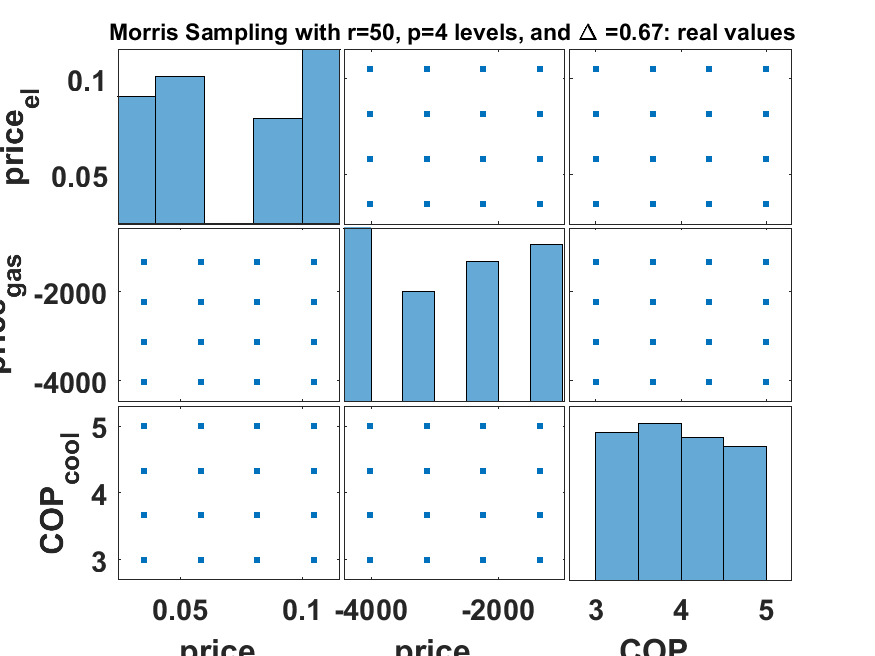 Morris Sampling with r=50, p=4 levels, and Δ =0.67: real values
price_el
0.1
0.05
price_gas
-2000
-4000
COP_cool
5
4
3
0.05 0.1 -4000 -2000 3 4 5
price price COP